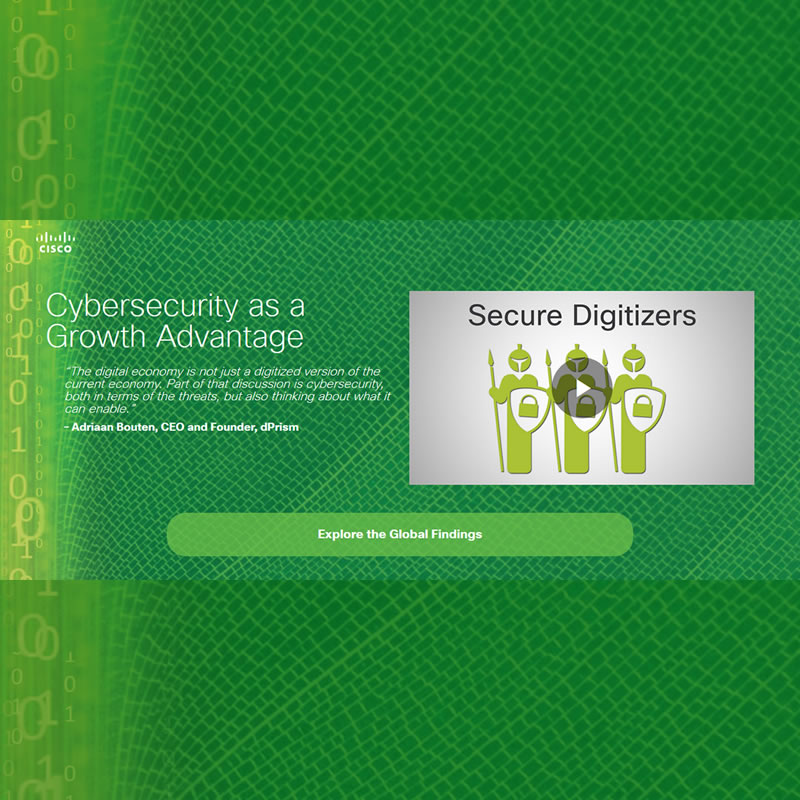 CISCO
Cybersecurity as a
Growth Advantage
"The digital economy is not just a digitized version of the
current economy. Part of that discussion is cybersecurity,
both in terms of the threats, but also thinking about what it
can enable."
- Adriaan Bouten, CEO and Founder, dPrism
Secure Digitizers
Explore the Global Findings